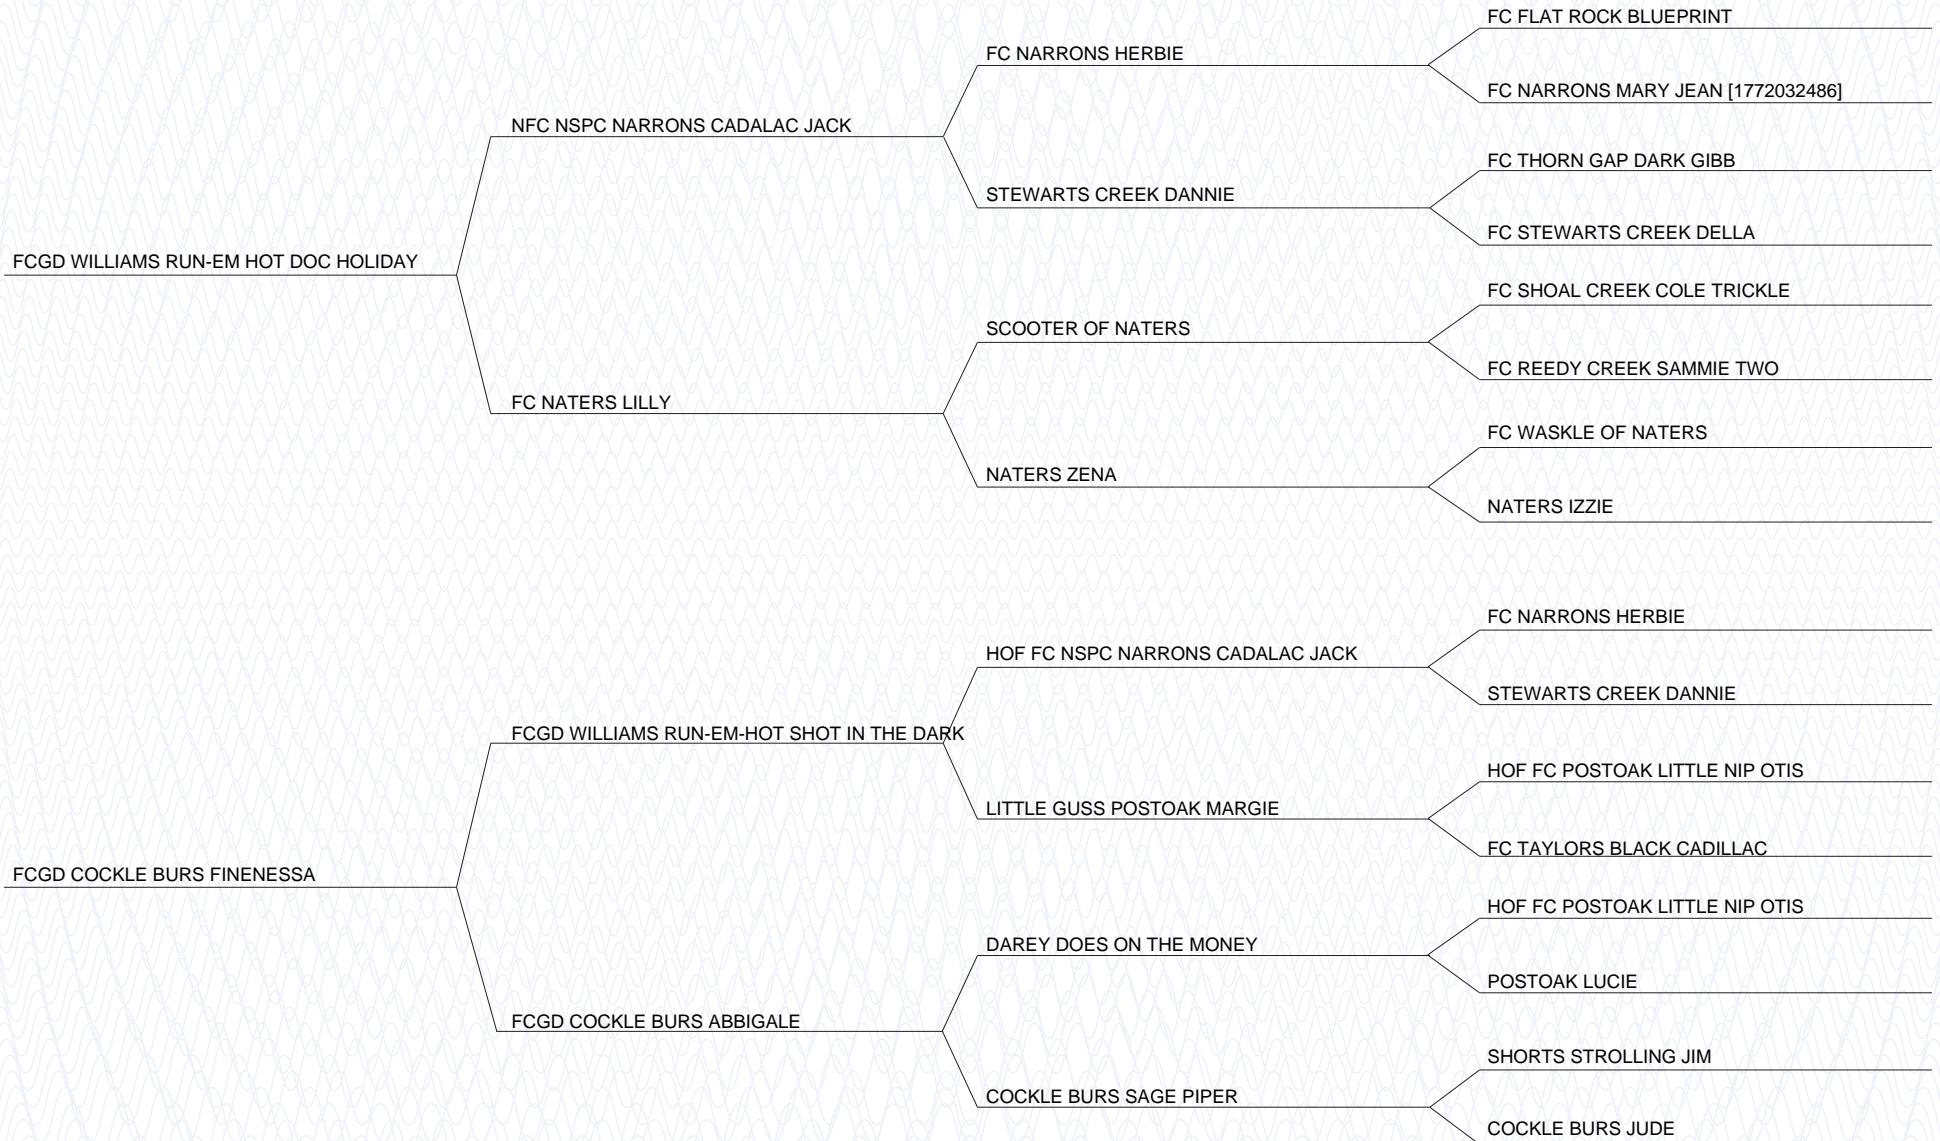 FC FLAT ROCK BLUEPRINT
FC NARRONS HERBIE
FC NARRONS MARY JEAN [1772032486]
NFC NSPC NARRONS CADALAC JACK
FC THORN GAP DARK GIBB
STEWARTS CREEK DANNIE
FC STEWARTS CREEK DELLA
FCGD WILLIAMS RUN-EM HOT DOC HOLIDAY
FC SHOAL CREEK COLE TRICKLE
SCOOTER OF NATERS
FC REEDY CREEK SAMMIE TWO
FC NATERS LILLY
FC WASKLE OF NATERS
NATERS ZENA
NATERS IZZIE
FC NARRONS HERBIE
HOF FC NSPC NARRONS CADALAC JACK
STEWARTS CREEK DANNIE
FCGD WILLIAMS RUN-EM-HOT SHOT IN THE DARK
HOF FC POSTOAK LITTLE NIP OTIS
LITTLE GUSS POSTOAK MARGIE
FC TAYLORS BLACK CADILLAC
FCGD COCKLE BURS FINENESSA
HOF FC POSTOAK LITTLE NIP OTIS
DAREY DOES ON THE MONEY
POSTOAK LUCIE
FCGD COCKLE BURS ABBIGALE
SHORTS STROLLING JIM
COCKLE BURS SAGE PIPER
COCKLE BURS JUDE